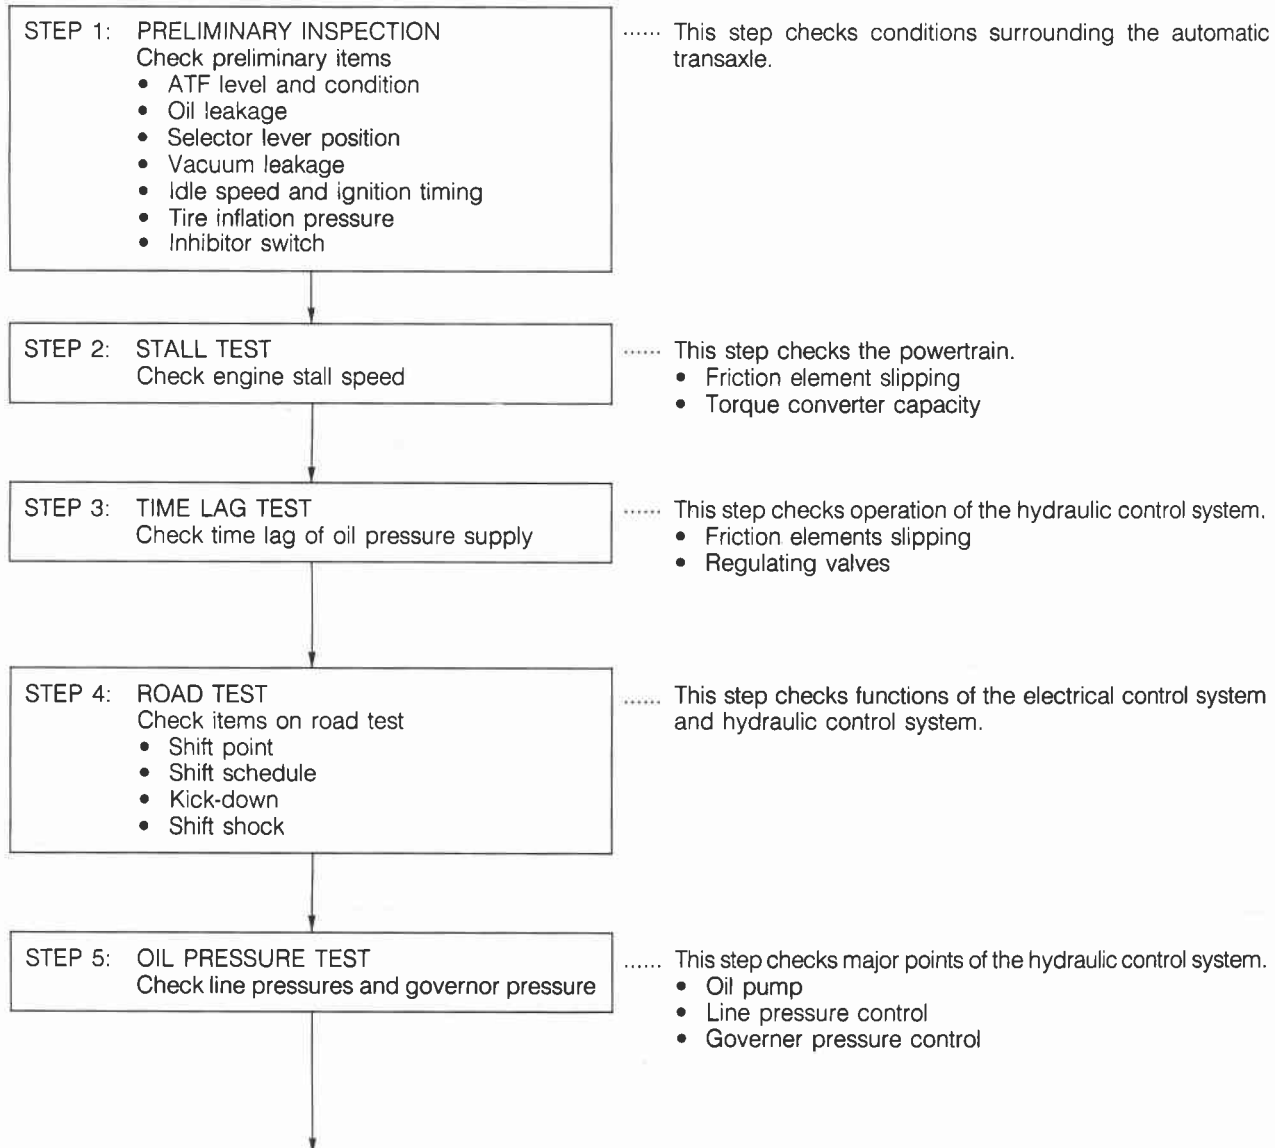 STEP 1: PRELIMINARY INSPECTION
Check preliminary items
• ATF level and condition
• Oil leakage
• Selector lever position
• Vacuum leakage
• Idle speed and ignition timing
• Tire inflation pressure
• Inhibitor switch
...... This step checks conditions surrounding the automatic
transaxle.
STEP 2: STALL TEST
Check engine stall speed
...... This step checks the powertrain.
• Friction element slipping
• Torque converter capacity
STEP 3: TIME LAG TEST
Check time lag of oil pressure supply
...... This step checks operation of the hydraulic control system.
• Friction elements slipping
• Regulating valves
STEP 4: ROAD TEST
Check items on road test
• Shift point
• Shift schedule
• Kick-down
• Shift shock
...... This step checks functions of the electrical control system
and hydraulic control system.
STEP 5: OIL PRESSURE TEST
Check line pressures and governor pressure
...... This step checks major points of the hydraulic control system.
• Oil pump
• Line pressure control
• Governer pressure control